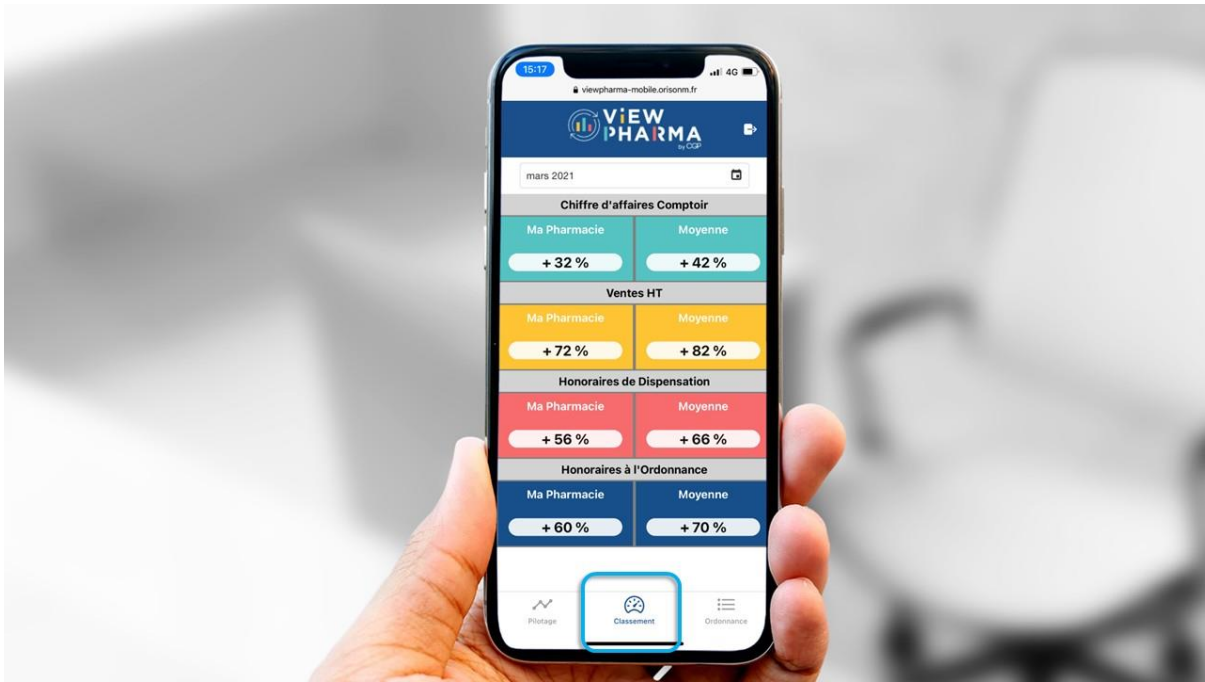 15:17
4G
viewpharma-mobile.orisonm.fr
ViEW
PHARMA
by CGP
mars 2021
Chiffre d'affaires Comptoir
Ma Pharmacie Moyenne
+ 32 % + 42 %
Ventes HT
Ma Pharmacie Moyenne
+ 72 % + 82 %
Honoraires de Dispensation
Ma Pharmacie Moyenne
+ 56 % + 66 %
Honoraires à l'Ordonnance
Ma Pharmacie Moyenne
+ 60 % + 70 %
Pilotage Classement Ordonnance